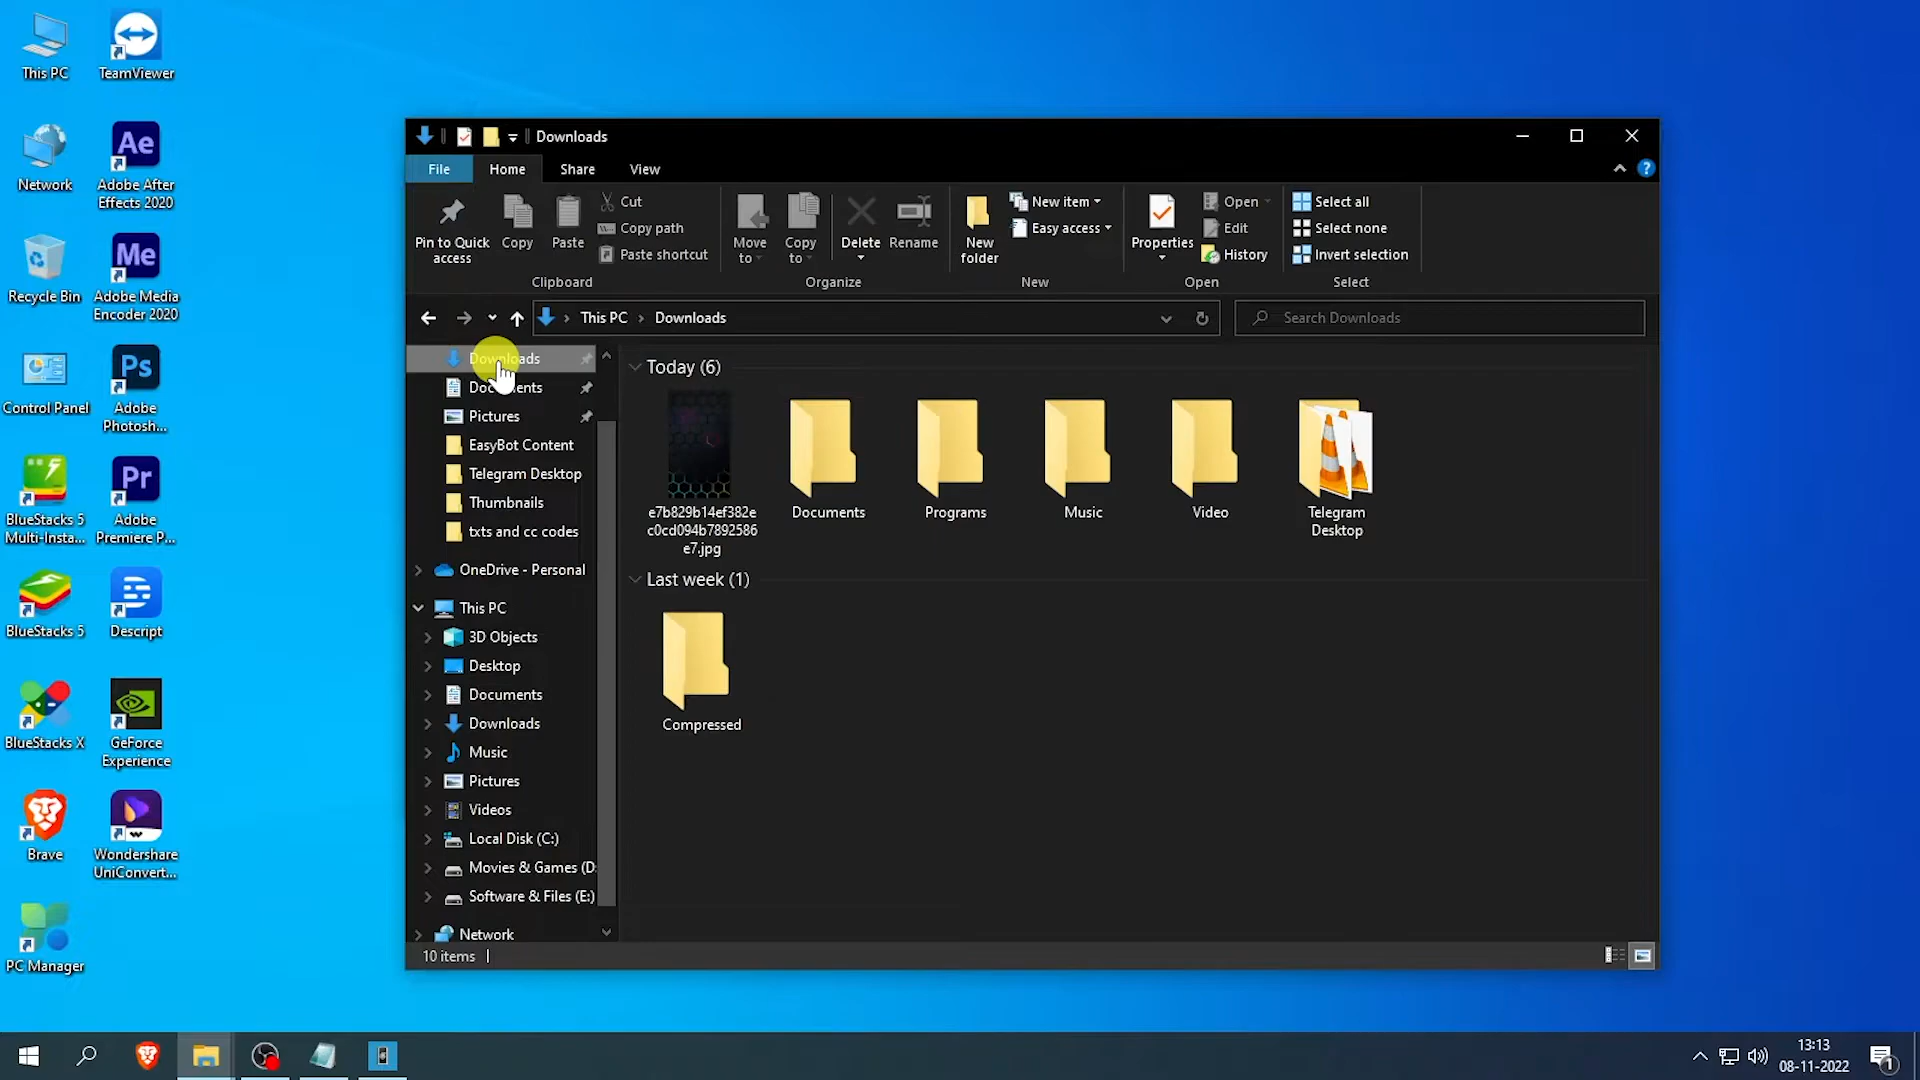 This PC
TeamViewer
Network
Adobe After
Effects 2020
Recycle Bin
Adobe Media
Encoder 2020
Control Panel
Adobe
Photosh...
BlueStacks 5
Multi-Insta...
Adobe
Premiere P...
BlueStacks 5
Descript
BlueStacks X
GeForce
Experience
Brave
Wondershare
UniConvert...
PC Manager
Ae
Me
Ps
Pr
Downloads
File
Home
Share
View
Pin to Quick
access
Copy
Paste
Cut
Copy path
Paste shortcut
Clipboard
Move
to
Copy
to
Delete
Rename
Organize
New
folder
New item
Easy access
New
Properties
Open
Edit
History
Open
Select all
Select none
Invert selection
Select
This PC › Downloads
Search Downloads
Downloads
Documents
Pictures
EasyBot Content
Telegram Desktop
Thumbnails
txts and cc codes
OneDrive - Personal
This PC
3D Objects
Desktop
Documents
Downloads
Music
Pictures
Videos
Local Disk (C:)
Movies & Games (D:
Software & Files (E:)
Network
Today (6)
e7b829b14ef382e
c0cd094b7892586
e7.jpg
Documents
Programs
Music
Video
Telegram
Desktop
Last week (1)
Compressed
10 items
13:13
08-11-2022
1